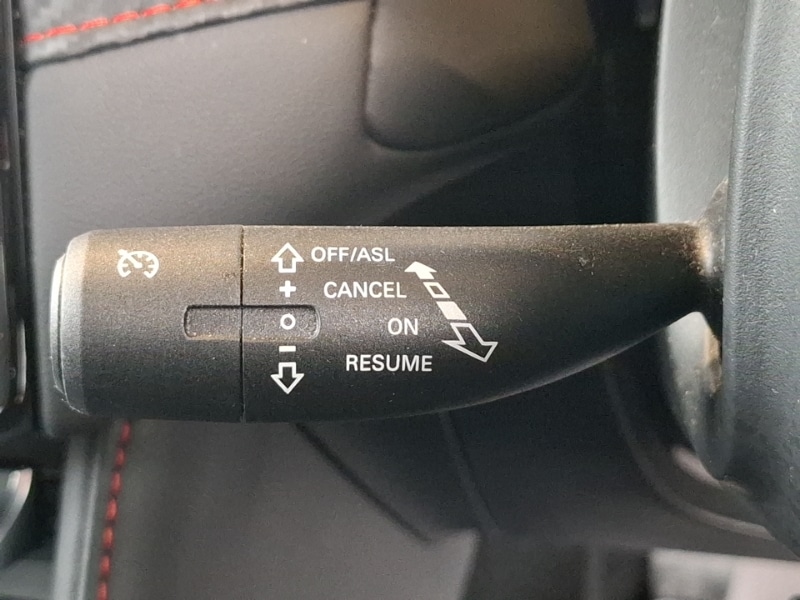 OFF/ASL
+ CANCEL
O ON
- RESUME